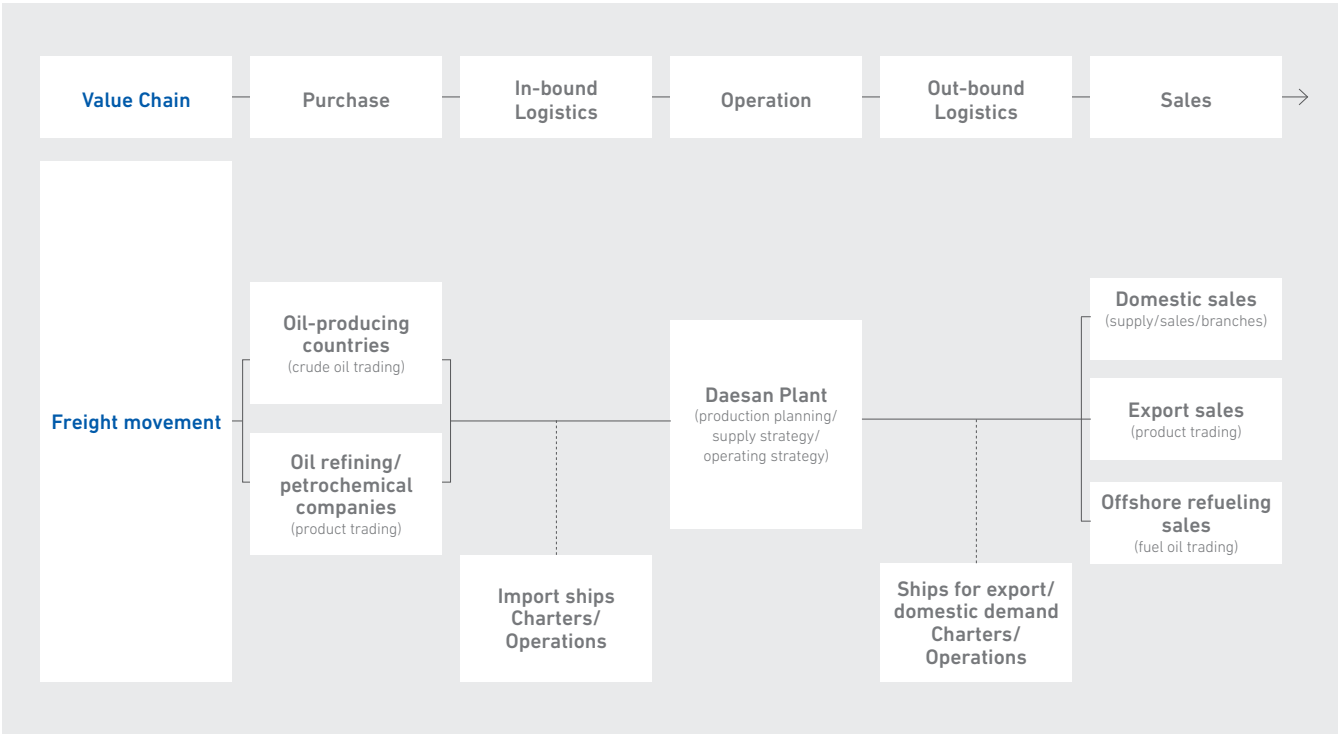 Value Chain
Purchase
In-bound
Logistics
Operation
Out-bound
Logistics
Sales
Freight movement
Oil-producing
countries
(crude oil trading)
Oil refining/
petrochemical
companies
(product trading)
Import ships
Charters/
Operations
Daesan Plant
(production planning/
supply strategy/
operating strategy)
Ships for export/
domestic demand
Charters/
Operations
Domestic sales
(supply/sales/branches)
Export sales
(product trading)
Offshore refueling
sales
(fuel oil trading)